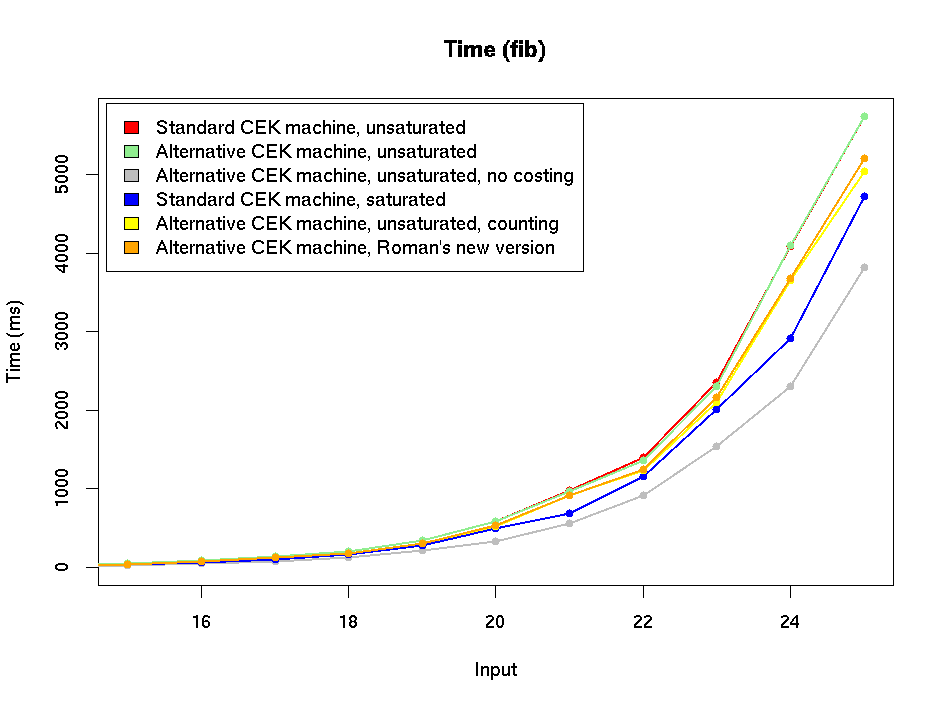 Time (fib)
Standard CEK machine, unsaturated
Alternative CEK machine, unsaturated
Alternative CEK machine, unsaturated, no costing
Standard CEK machine, saturated
Alternative CEK machine, unsaturated, counting
Alternative CEK machine, Roman's new version
Time (ms)
5000
4000
3000
2000
1000
0
16 18 20 22 24
Input